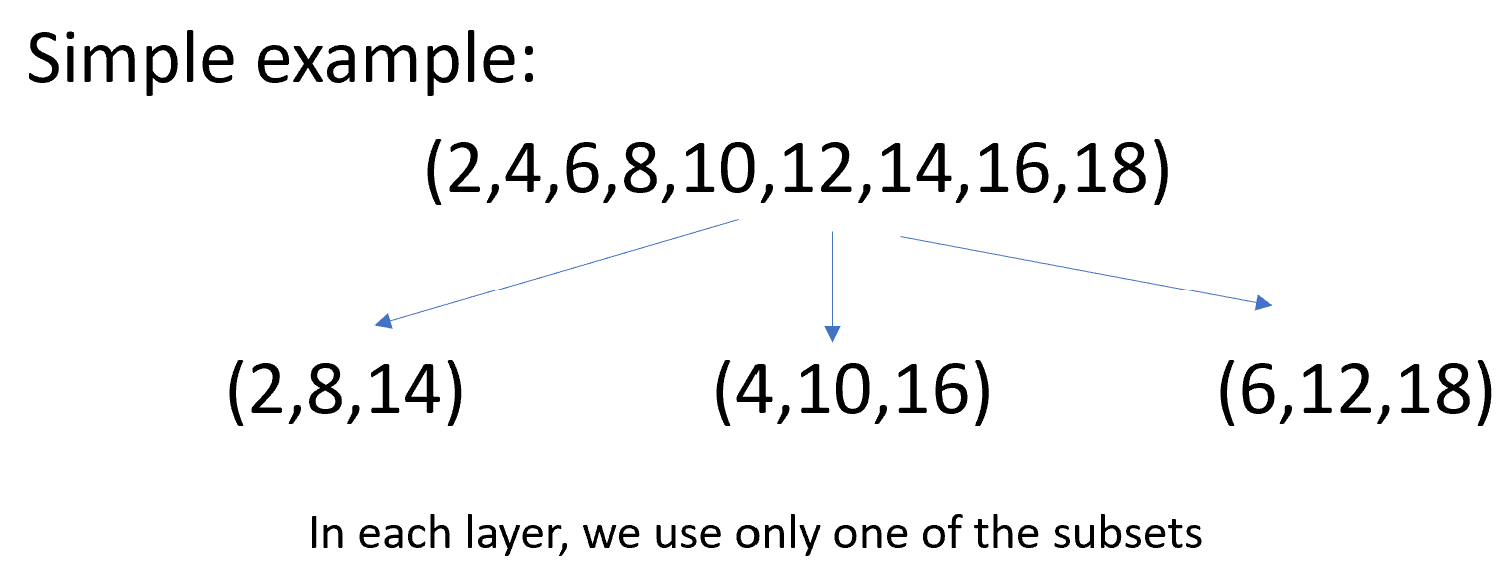 Simple example:
(2,4,6,8,10,12,14,16,18)
(2,8,14) (4,10,16) (6,12,18)
In each layer, we use only one of the subsets